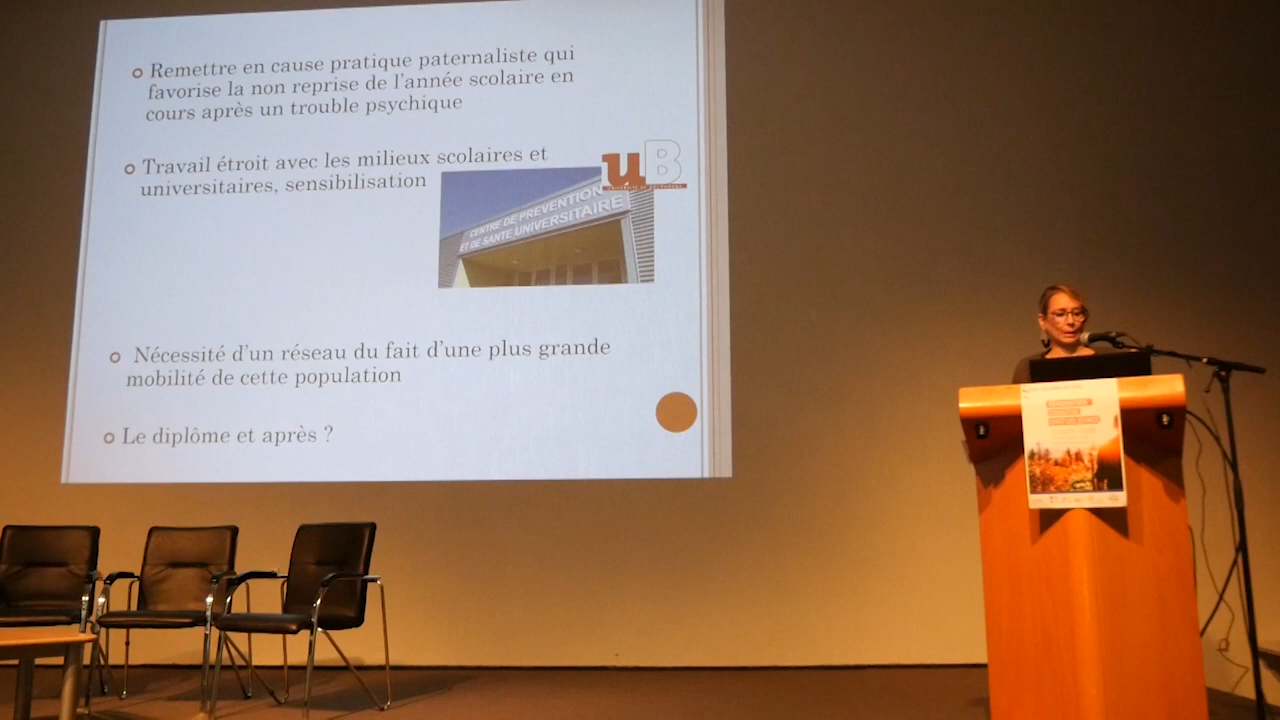 Remettre en cause pratique paternaliste qui
favorise la non reprise de l'année scolaire en
cours après un trouble psychique
Travail étroit avec les milieux scolaires et
universitaires, sensibilisation
uB
CENTRE DE PREVENTION
ET DE SANTE UNIVERSITAIRE
Nécessité d'un réseau du fait d'une plus grande
mobilité de cette population
Le diplôme et après ?